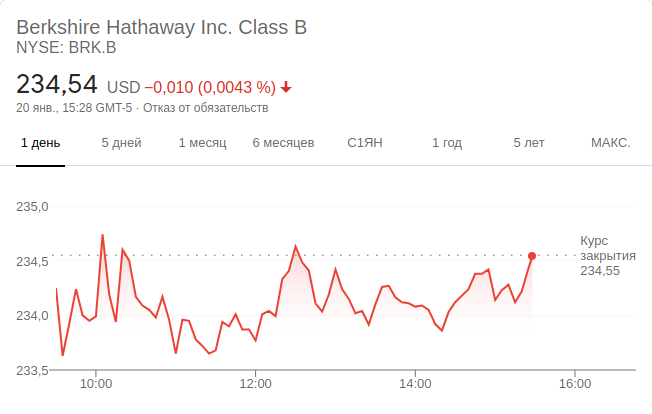 Berkshire Hathaway Inc. Class B
NYSE: BRK.B
234,54 USD −0,010 (0,0043 %)
20 янв., 15:28 GMT-5 · Отказ от обязательств
1 день 5 дней 1 месяц 6 месяцев С1ЯН 1 год 5 лет МАКС.
235,0
234,5
234,0
233,5
Курс
закрытия
234,55
10:00 12:00 14:00 16:00